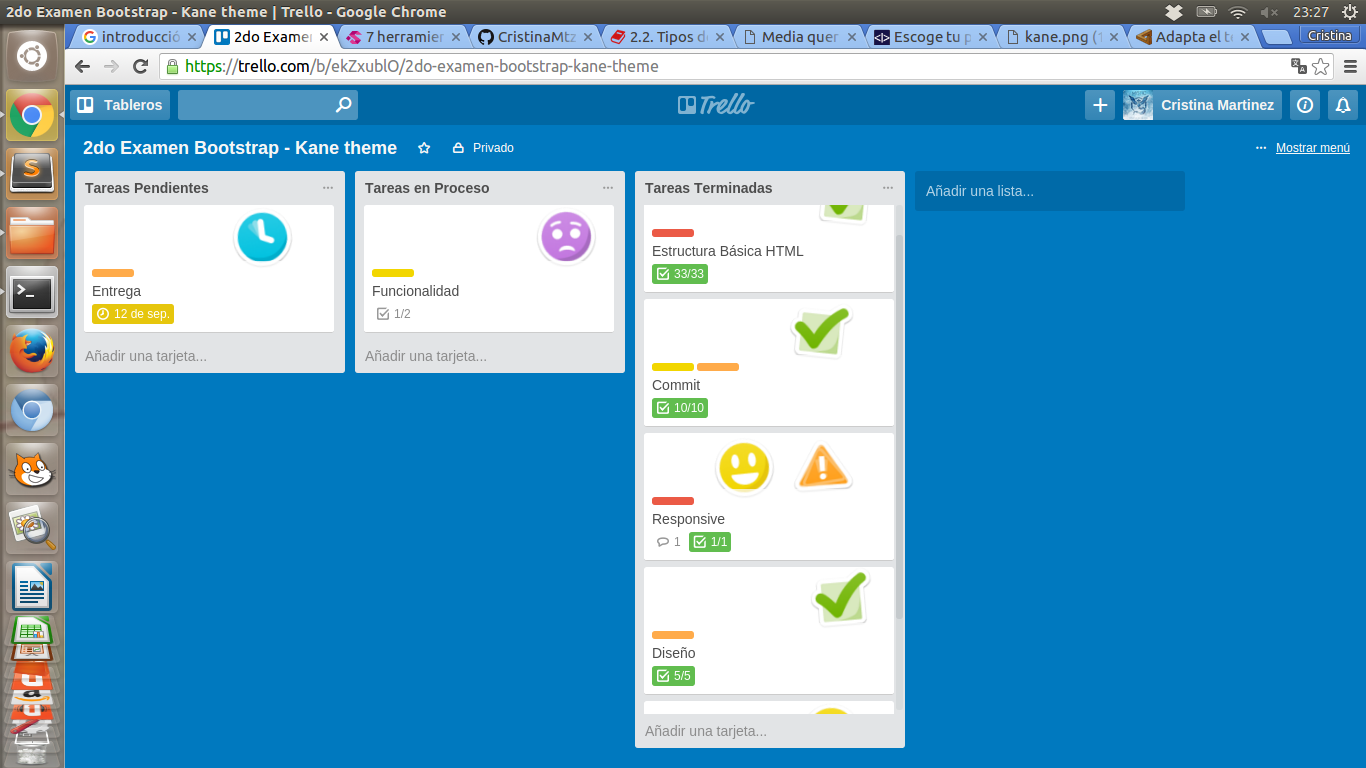 2do Examen Bootstrap - Kane theme | Trello - Google Chrome
23:27
introducció
2do Examen
7 herramien
CristinaMtz
2.2. Tipos de
Media quer
Escoge tu p
kane.png (1
Adapta el te
Cristina
https://trello.com/b/ekZxublO/2do-examen-bootstrap-kane-theme
Tableros
Trello
Cristina Martinez
2do Examen Bootstrap - Kane theme
Privado
Mostrar menú
Tareas Pendientes
Entrega
12 de sep.
Añadir una tarjeta...
Tareas en Proceso
Funcionalidad
1/2
Añadir una tarjeta...
Tareas Terminadas
Estructura Básica HTML
33/33
Commit
10/10
Responsive
1
1/1
Diseño
5/5
Añadir una tarjeta...
Añadir una lista...